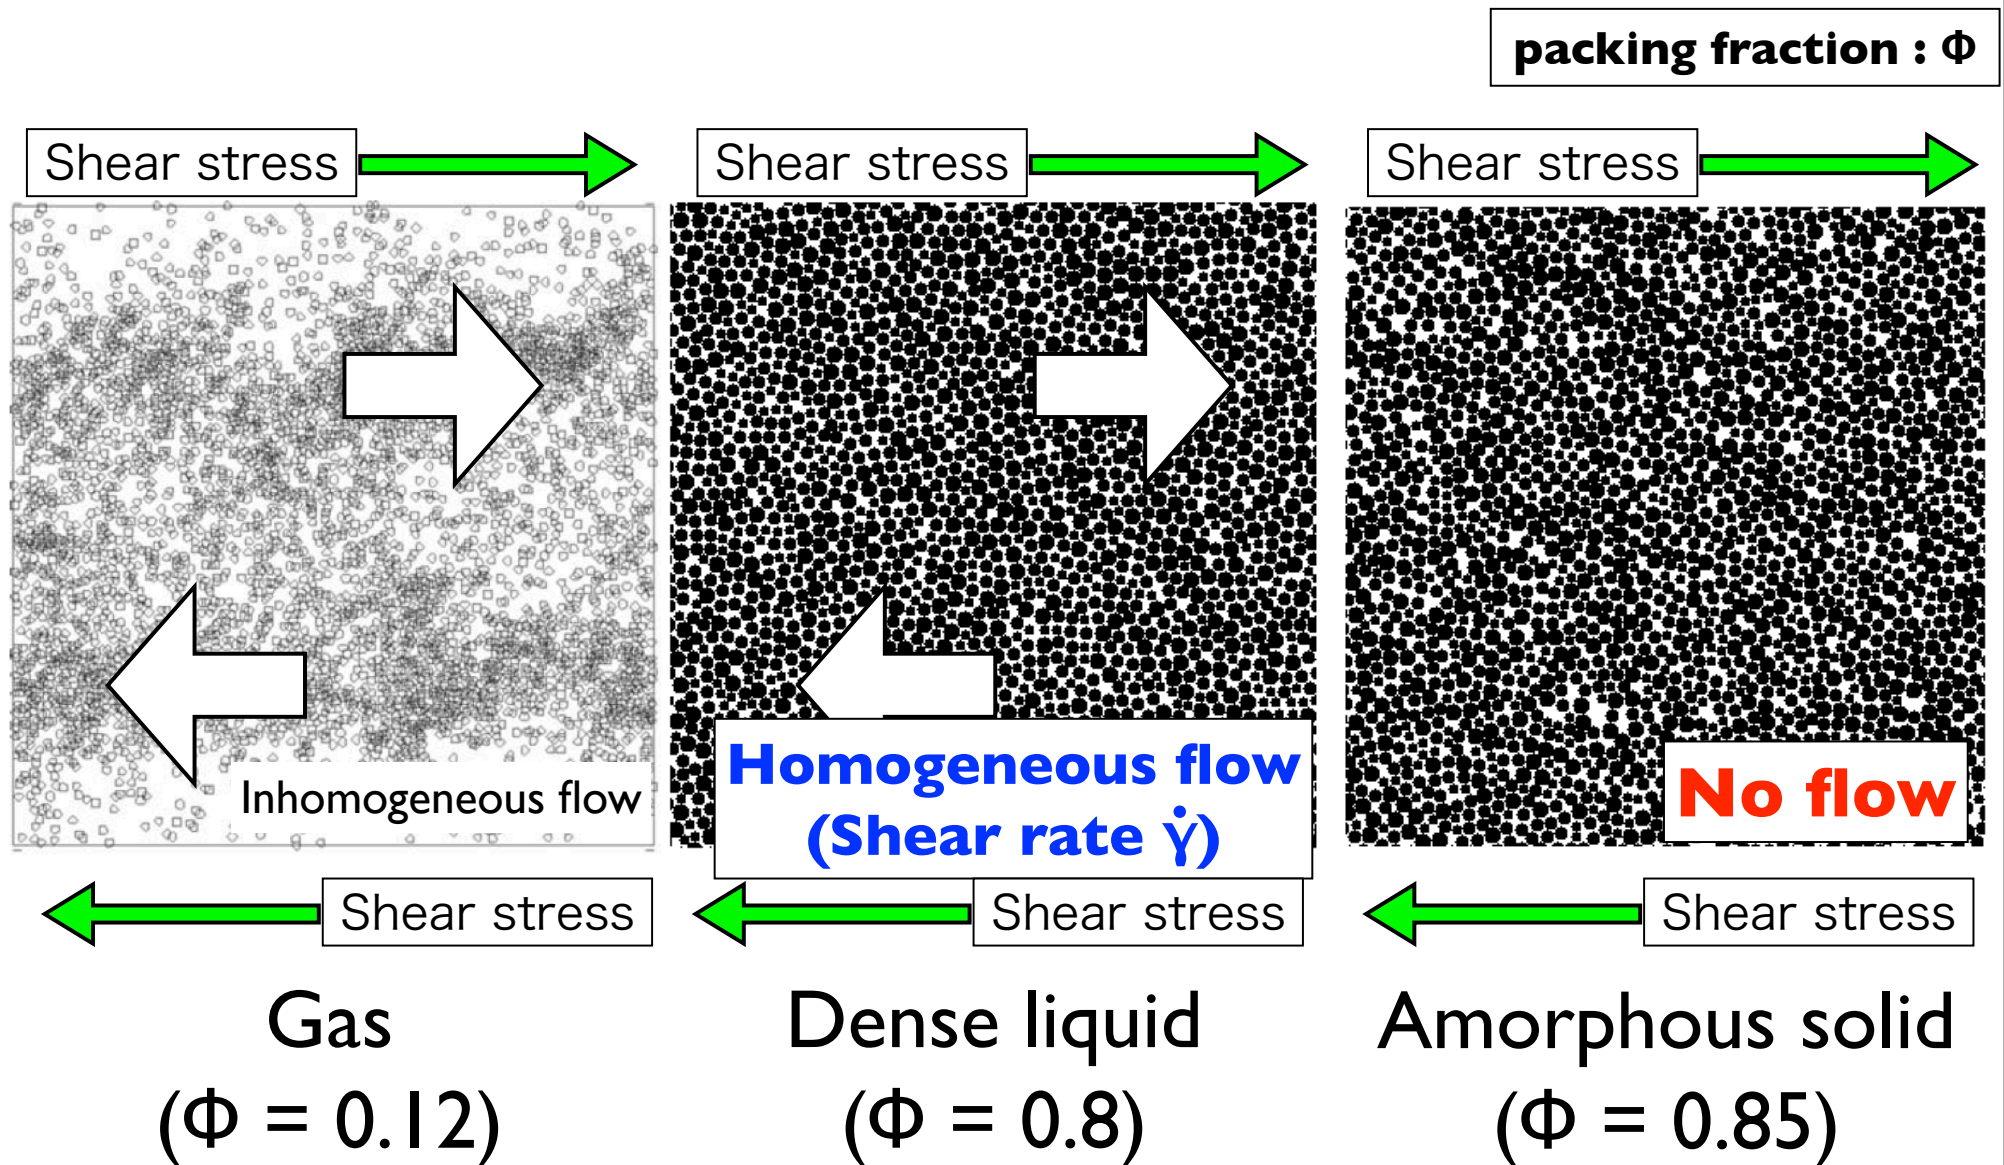 packing fraction : Φ
Shear stress
Shear stress
Shear stress
Inhomogeneous flow
Homogeneous flow
(Shear rate γ̇)
No flow
Shear stress
Shear stress
Shear stress
Gas
(Φ = 0.12)
Dense liquid
(Φ = 0.8)
Amorphous solid
(Φ = 0.85)